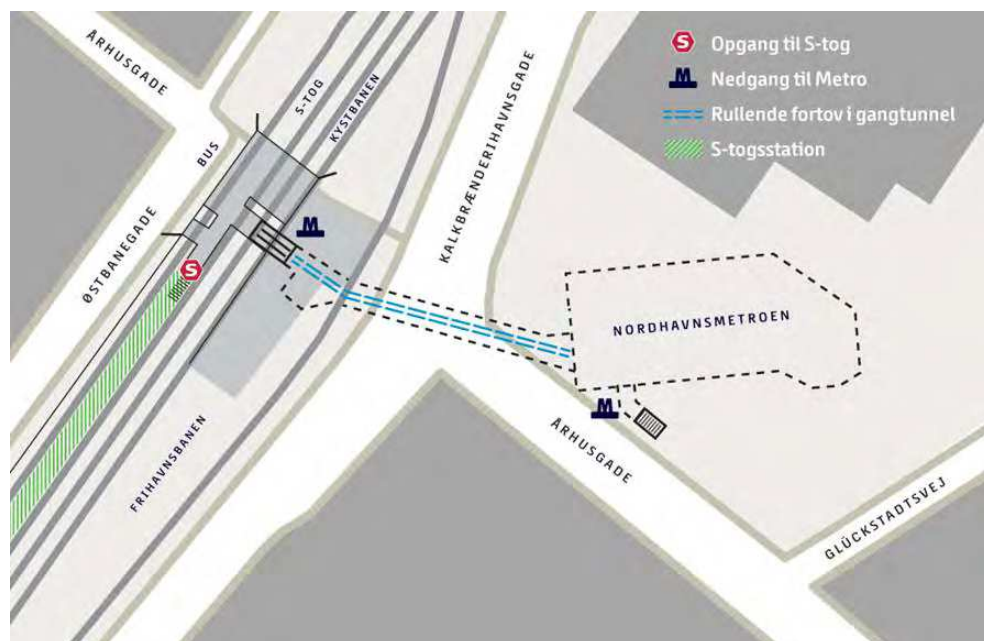 ÅRHUSGADE
S-TOG
KYSTBANEN
BUS
ØSTBANEGADE
KALKBRÆNDERIHAVNSGADE
S Opgang til S-tog
M Nedgang til Metro
Rullende fortov i gangtunnel
S-togsstation
M
S
NORDHAVNSMETROEN
FRIHAVNSBANEN
M
ÅRHUSGADE
GLÜCKSTADTSVEJ